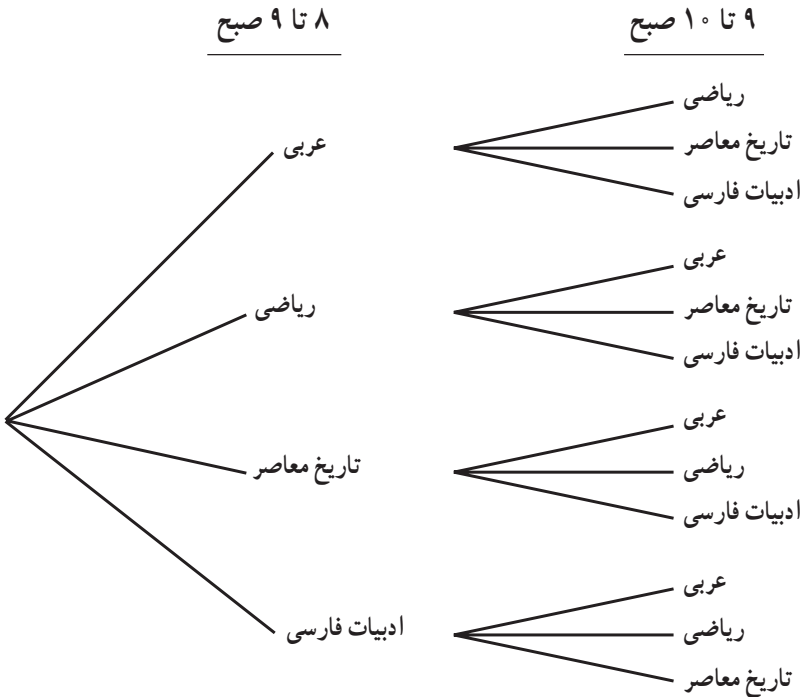 ۸ تا ۹ صبح
۹ تا ۱۰ صبح
عربی
ریاضی
تاریخ معاصر
ادبیات فارسی
ریاضی
عربی
تاریخ معاصر
ادبیات فارسی
تاریخ معاصر
عربی
ریاضی
ادبیات فارسی
ادبیات فارسی
عربی
ریاضی
تاریخ معاصر